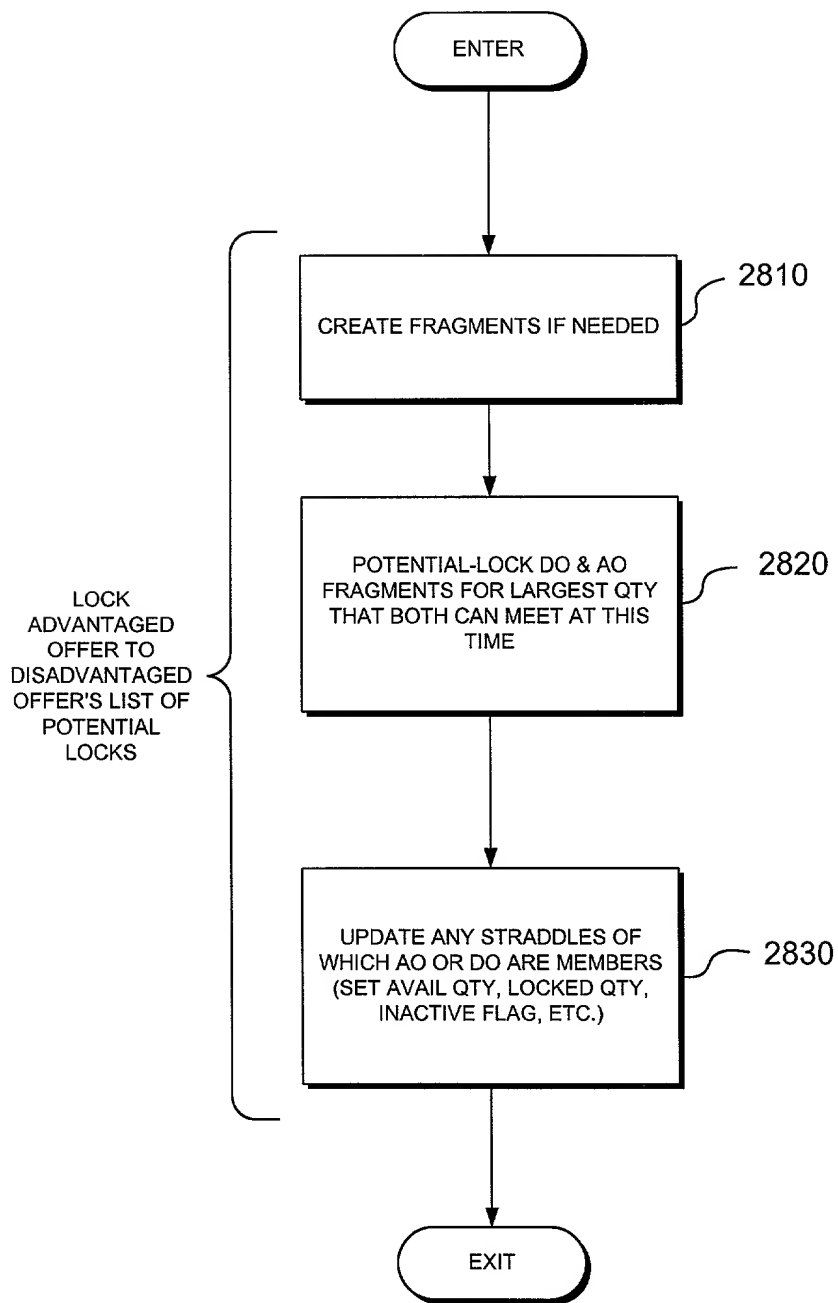 ENTER
2810
CREATE FRAGMENTS IF NEEDED
2820
POTENTIAL-LOCK DO & AO
FRAGMENTS FOR LARGEST QTY
THAT BOTH CAN MEET AT THIS
TIME
LOCK
ADVANTAGED
OFFER TO
DISADVANTAGED
OFFER'S LIST OF
POTENTIAL
LOCKS
2830
UPDATE ANY STRADDLES OF
WHICH AO OR DO ARE MEMBERS
(SET AVAIL QTY, LOCKED QTY,
INACTIVE FLAG, ETC.)
EXIT